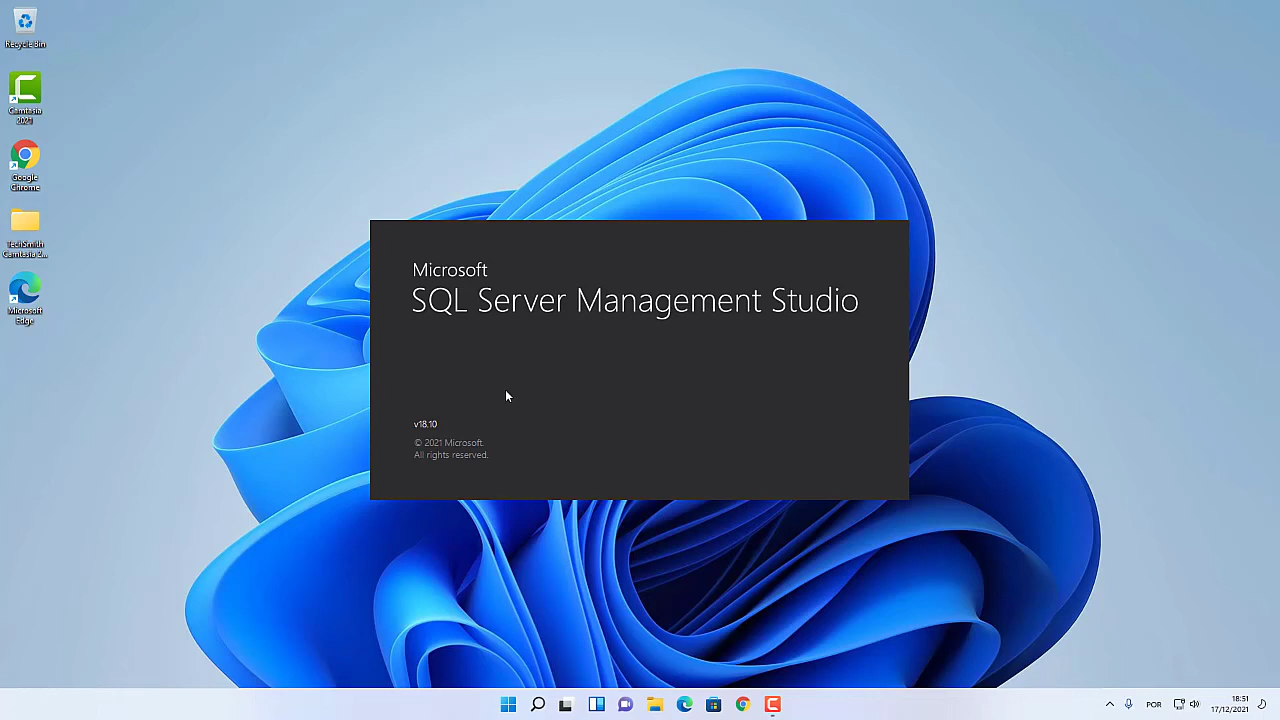 Recycle Bin
Camtasia
2021
Google
Chrome
TechSmith
Camtasia 2...
Microsoft
Edge
Microsoft
SQL Server Management Studio
v18.10
© 2021 Microsoft.
All rights reserved.
POR
18:51
17/12/2021